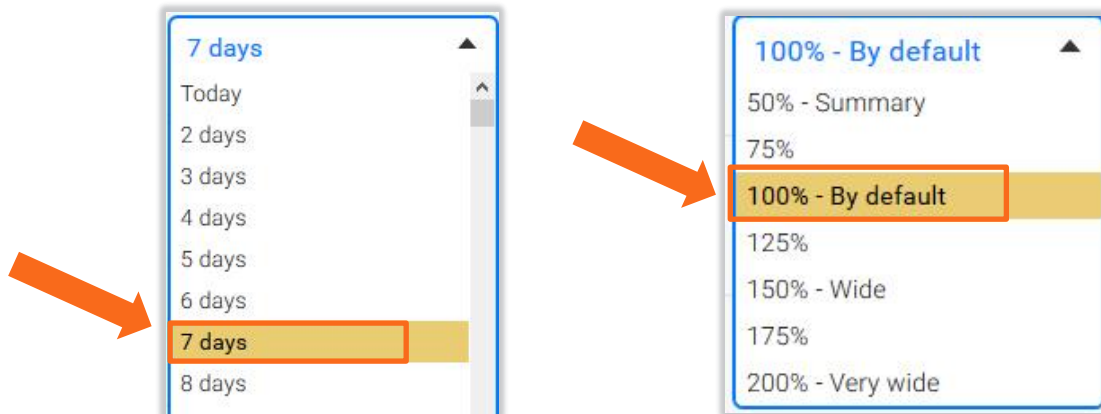 7 days
Today
2 days
3 days
4 days
5 days
6 days
7 days
8 days
100% - By default
50% - Summary
75%
100% - By default
125%
150% - Wide
175%
200% - Very wide